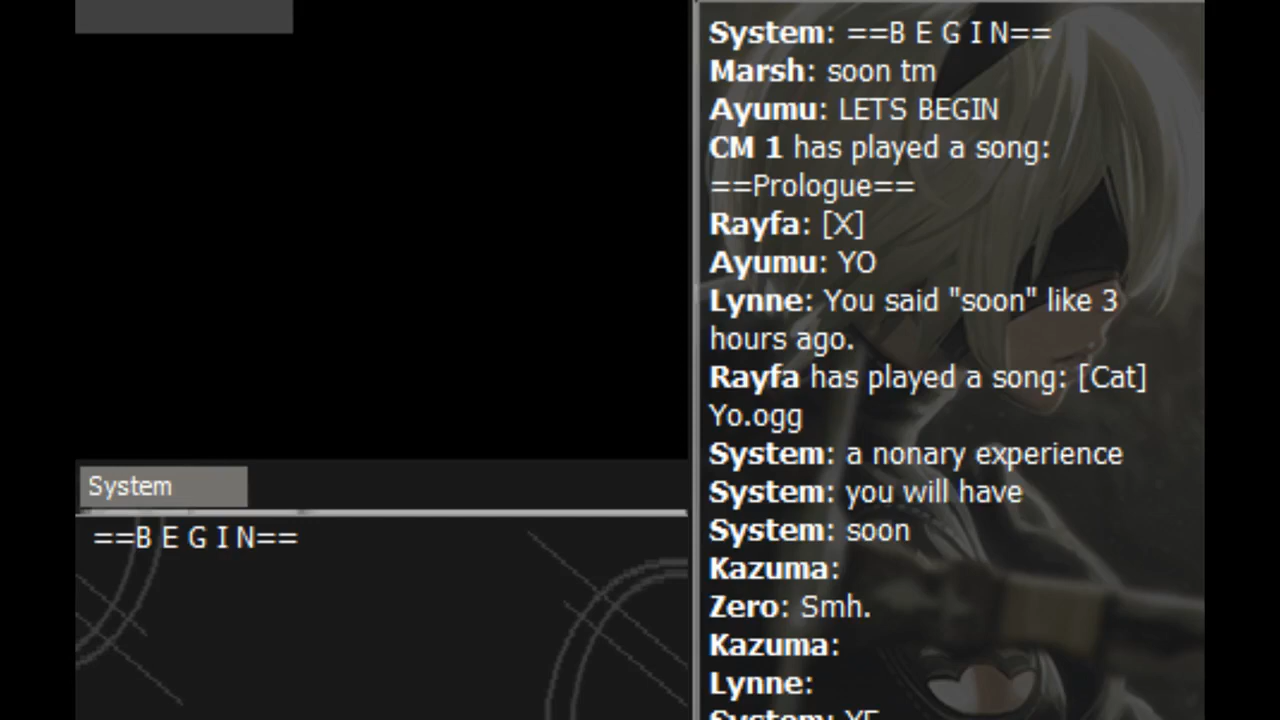 System: ==B E G I N==
Marsh: soon tm
Ayumu: LETS BEGIN
CM 1 has played a song:
==Prologue==
Rayfa: [X]
Ayumu: YO
Lynne: You said "soon" like 3
hours ago.
Rayfa has played a song: [Cat]
Yo.ogg
System: a nonary experience
System: you will have
System: soon
Kazuma:
Zero: Smh.
Kazuma:
Lynne:
System:
System
==B E G I N==